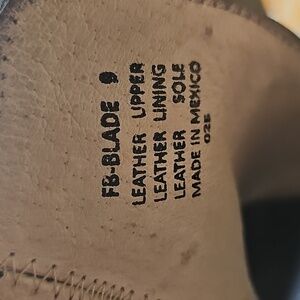 FB-BLADE 9
LEATHER UPPER
LEATHER LINING
LEATHER SOLE
MADE IN MEXICO
025